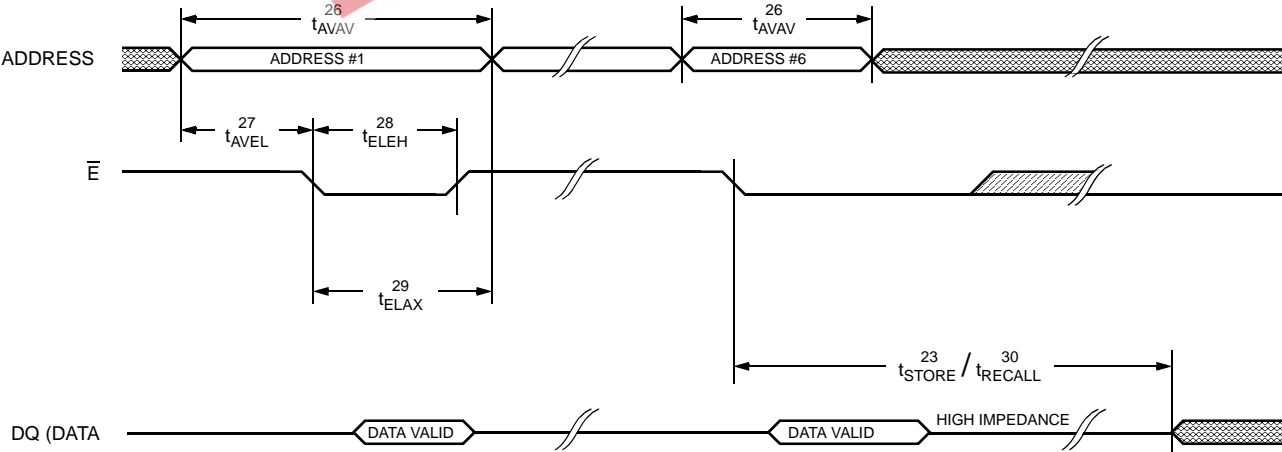 26 26
tAVAV tAVAV
ADDRESS ADDRESS #1 ADDRESS #6
27 28
tAVEL tELEH
E
29
tELAX
23 30
tSTORE / tRECALL
DQ (DATA DATA VALID DATA VALID HIGH IMPEDANCE